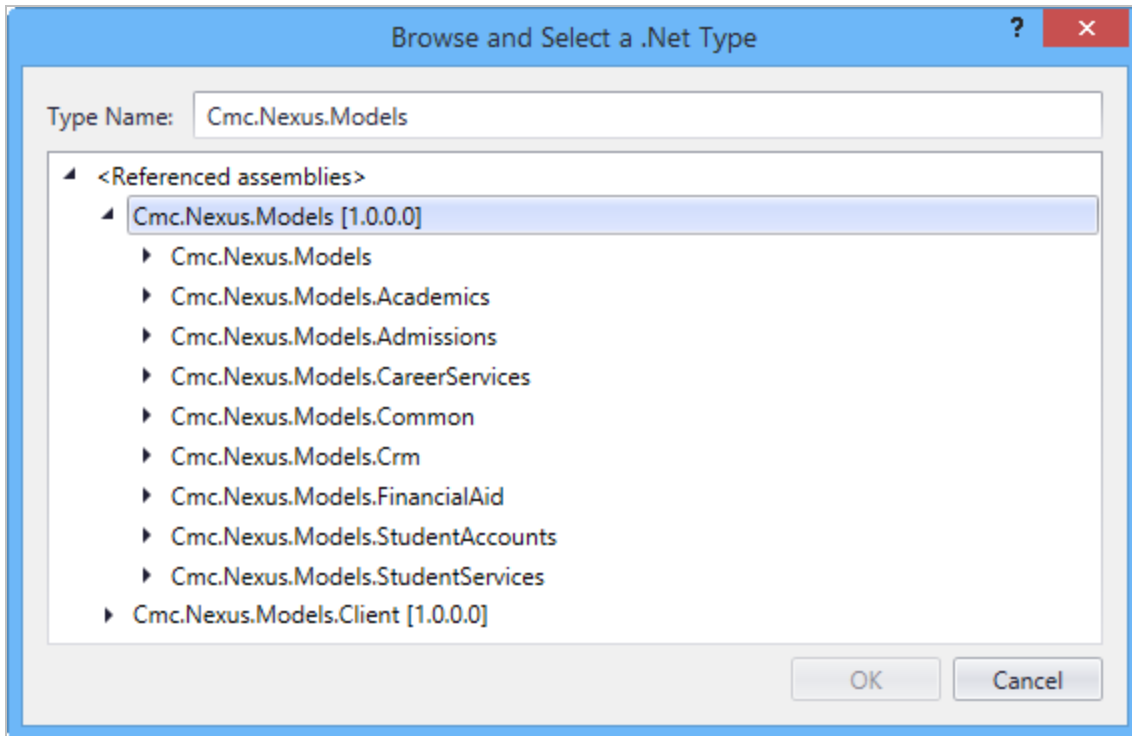 Browse and Select a .Net Type
?
Type Name: Cmc.Nexus.Models
<Referenced assemblies>
Cmc.Nexus.Models [1.0.0.0]
Cmc.Nexus.Models
Cmc.Nexus.Models.Academics
Cmc.Nexus.Models.Admissions
Cmc.Nexus.Models.CareerServices
Cmc.Nexus.Models.Common
Cmc.Nexus.Models.Crm
Cmc.Nexus.Models.FinancialAid
Cmc.Nexus.Models.StudentAccounts
Cmc.Nexus.Models.StudentServices
Cmc.Nexus.Models.Client [1.0.0.0]
OK Cancel